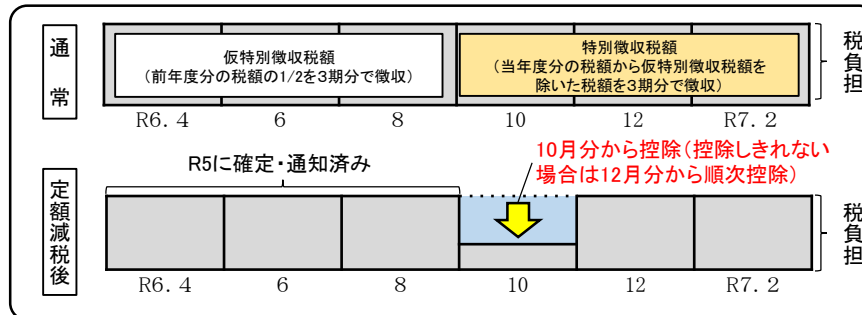 通常
仮特別徴収税額
(前年度分の税額の1/2を3期分で徴収)
特別徴収税額
(当年度分の税額から仮特別徴収税額を
除いた税額を3期分で徴収)
税負担
R6.4 6 8 10 12 R7.2
R5に確定・通知済み
10月分から控除(控除しきれない
場合は12月分から順次控除)
定額減税後
税負担
R6.4 6 8 10 12 R7.2